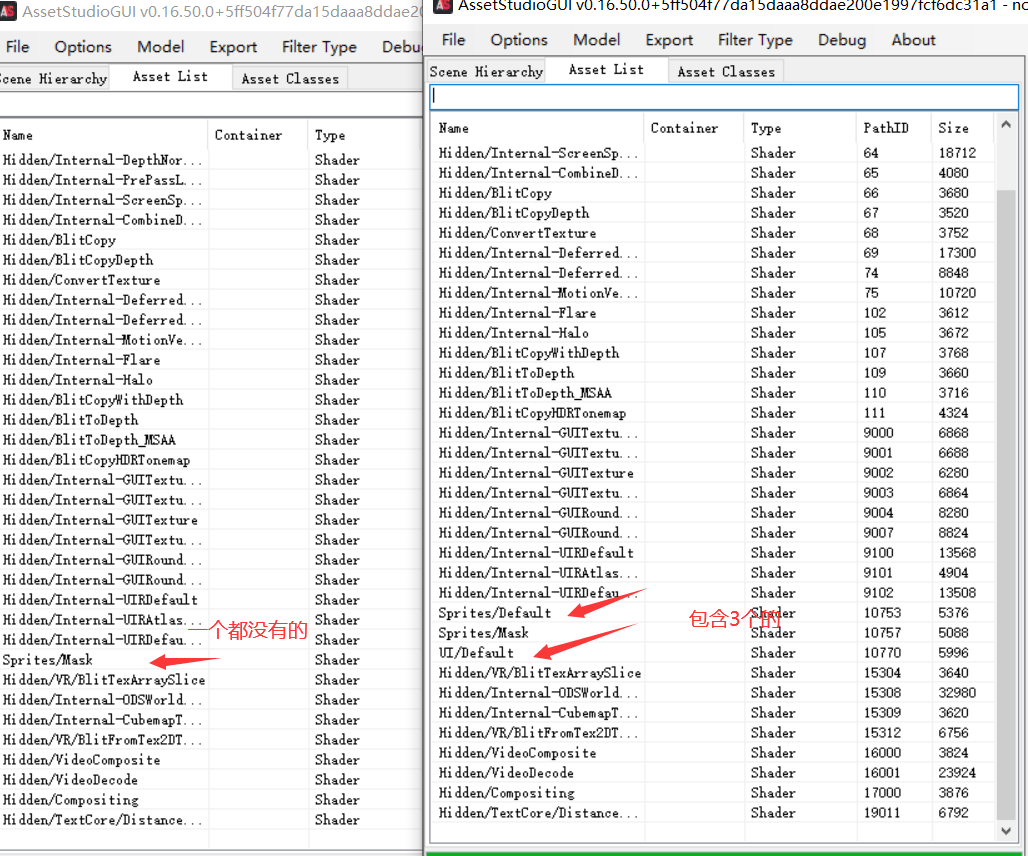 AssetStudioGUI v0.16.50.0+5ff504f77da15daaa8ddae20
File Options Model Export Filter Type Debu
Scene Hierarchy Asset List Asset Classes
Name Container Type
Hidden/Internal-DepthNor... Shader
Hidden/Internal-PrePassL... Shader
Hidden/Internal-ScreenSp... Shader
Hidden/Internal-CombineD... Shader
Hidden/BlitCopy Shader
Hidden/BlitCopyDepth Shader
Hidden/ConvertTexture Shader
Hidden/Internal-Deferred... Shader
Hidden/Internal-Deferred... Shader
Hidden/Internal-MotionVe... Shader
Hidden/Internal-Flare Shader
Hidden/Internal-Halo Shader
Hidden/BlitCopyWithDepth Shader
Hidden/BlitToDepth Shader
Hidden/BlitToDepth_MSAA Shader
Hidden/BlitCopyHDRTonemap Shader
Hidden/Internal-GUITextu... Shader
Hidden/Internal-GUITextu... Shader
Hidden/Internal-GUITexture Shader
Hidden/Internal-GUITextu... Shader
Hidden/Internal-GUIRound... Shader
Hidden/Internal-GUIRound... Shader
Hidden/Internal-UIRDefault Shader
Hidden/Internal-UIRAtlas... Shader
一个都没有的
Hidden/Internal-UIRDefau... Shader
Sprites/Mask Shader
Hidden/VR/BlitTexArraySlice Shader
Hidden/Internal-ODSWorld... Shader
Hidden/Internal-CubemapT... Shader
Hidden/VR/BlitFromTex2DT... Shader
Hidden/VideoComposite Shader
Hidden/VideoDecode Shader
Hidden/Compositing Shader
Hidden/TextCore/Distance... Shader
AssetStudioGUI v0.16.50.0+5ff504f77da15daaa8ddae200e1997fcf6dc31a1 - no
File Options Model Export Filter Type Debug About
Scene Hierarchy Asset List Asset Classes
Name Container Type PathID Size
Hidden/Internal-ScreenSp... Shader 64 18712
Hidden/Internal-CombineD... Shader 65 4080
Hidden/BlitCopy Shader 66 3680
Hidden/BlitCopyDepth Shader 67 3520
Hidden/ConvertTexture Shader 68 3752
Hidden/Internal-Deferred... Shader 69 17300
Hidden/Internal-Deferred... Shader 74 8848
Hidden/Internal-MotionVe... Shader 75 10720
Hidden/Internal-Flare Shader 102 3612
Hidden/Internal-Halo Shader 105 3672
Hidden/BlitCopyWithDepth Shader 107 3768
Hidden/BlitToDepth Shader 109 3660
Hidden/BlitToDepth_MSAA Shader 110 3716
Hidden/BlitCopyHDRTonemap Shader 111 4324
Hidden/Internal-GUITextu... Shader 9000 6868
Hidden/Internal-GUITextu... Shader 9001 6688
Hidden/Internal-GUITexture Shader 9002 6280
Hidden/Internal-GUITextu... Shader 9003 6864
Hidden/Internal-GUIRound... Shader 9004 8280
Hidden/Internal-GUIRound... Shader 9007 8824
Hidden/Internal-UIRDefault Shader 9100 13568
Hidden/Internal-UIRAtlas... Shader 9101 4904
Hidden/Internal-UIRDefau... Shader 9102 13508
Sprites/Default Shader 10753 5376
包含3个的
Sprites/Mask Shader 10757 5088
UI/Default Shader 10770 5996
Hidden/VR/BlitTexArraySlice Shader 15304 3640
Hidden/Internal-ODSWorld... Shader 15308 32980
Hidden/Internal-CubemapT... Shader 15309 3620
Hidden/VR/BlitFromTex2DT... Shader 15312 6756
Hidden/VideoComposite Shader 16000 3824
Hidden/VideoDecode Shader 16001 23924
Hidden/Compositing Shader 17000 3876
Hidden/TextCore/Distance... Shader 19011 6792